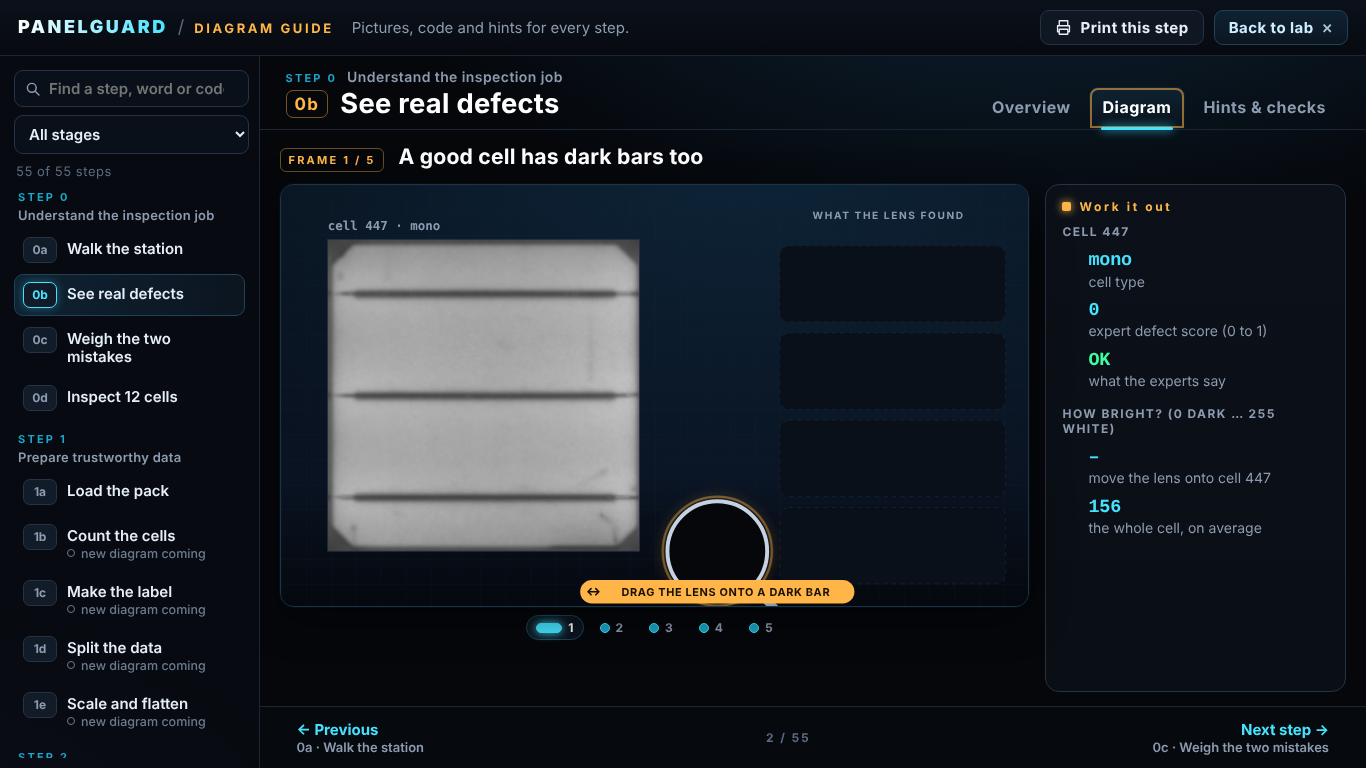 PANELGUARD / DIAGRAM GUIDE Pictures, code and hints for every step.
Print this step
Back to lab ×
Find a step, word or cod
All stages
55 of 55 steps
STEP 0
Understand the inspection job
0a Walk the station
0b See real defects
0c Weigh the two
mistakes
0d Inspect 12 cells
STEP 1
Prepare trustworthy data
1a Load the pack
1b Count the cells
new diagram coming
1c Make the label
new diagram coming
1d Split the data
new diagram coming
1e Scale and flatten
new diagram coming
STEP 2
STEP 0 Understand the inspection job
0b See real defects
Overview
Diagram
Hints & checks
FRAME 1 / 5 A good cell has dark bars too
cell 447 · mono
WHAT THE LENS FOUND
↔ DRAG THE LENS ONTO A DARK BAR
1 2 3 4 5
Work it out
CELL 447
mono
cell type
0
expert defect score (0 to 1)
OK
what the experts say
HOW BRIGHT? (0 DARK … 255
WHITE)
–
move the lens onto cell 447
156
the whole cell, on average
← Previous
0a · Walk the station
2 / 55
Next step →
0c · Weigh the two mistakes